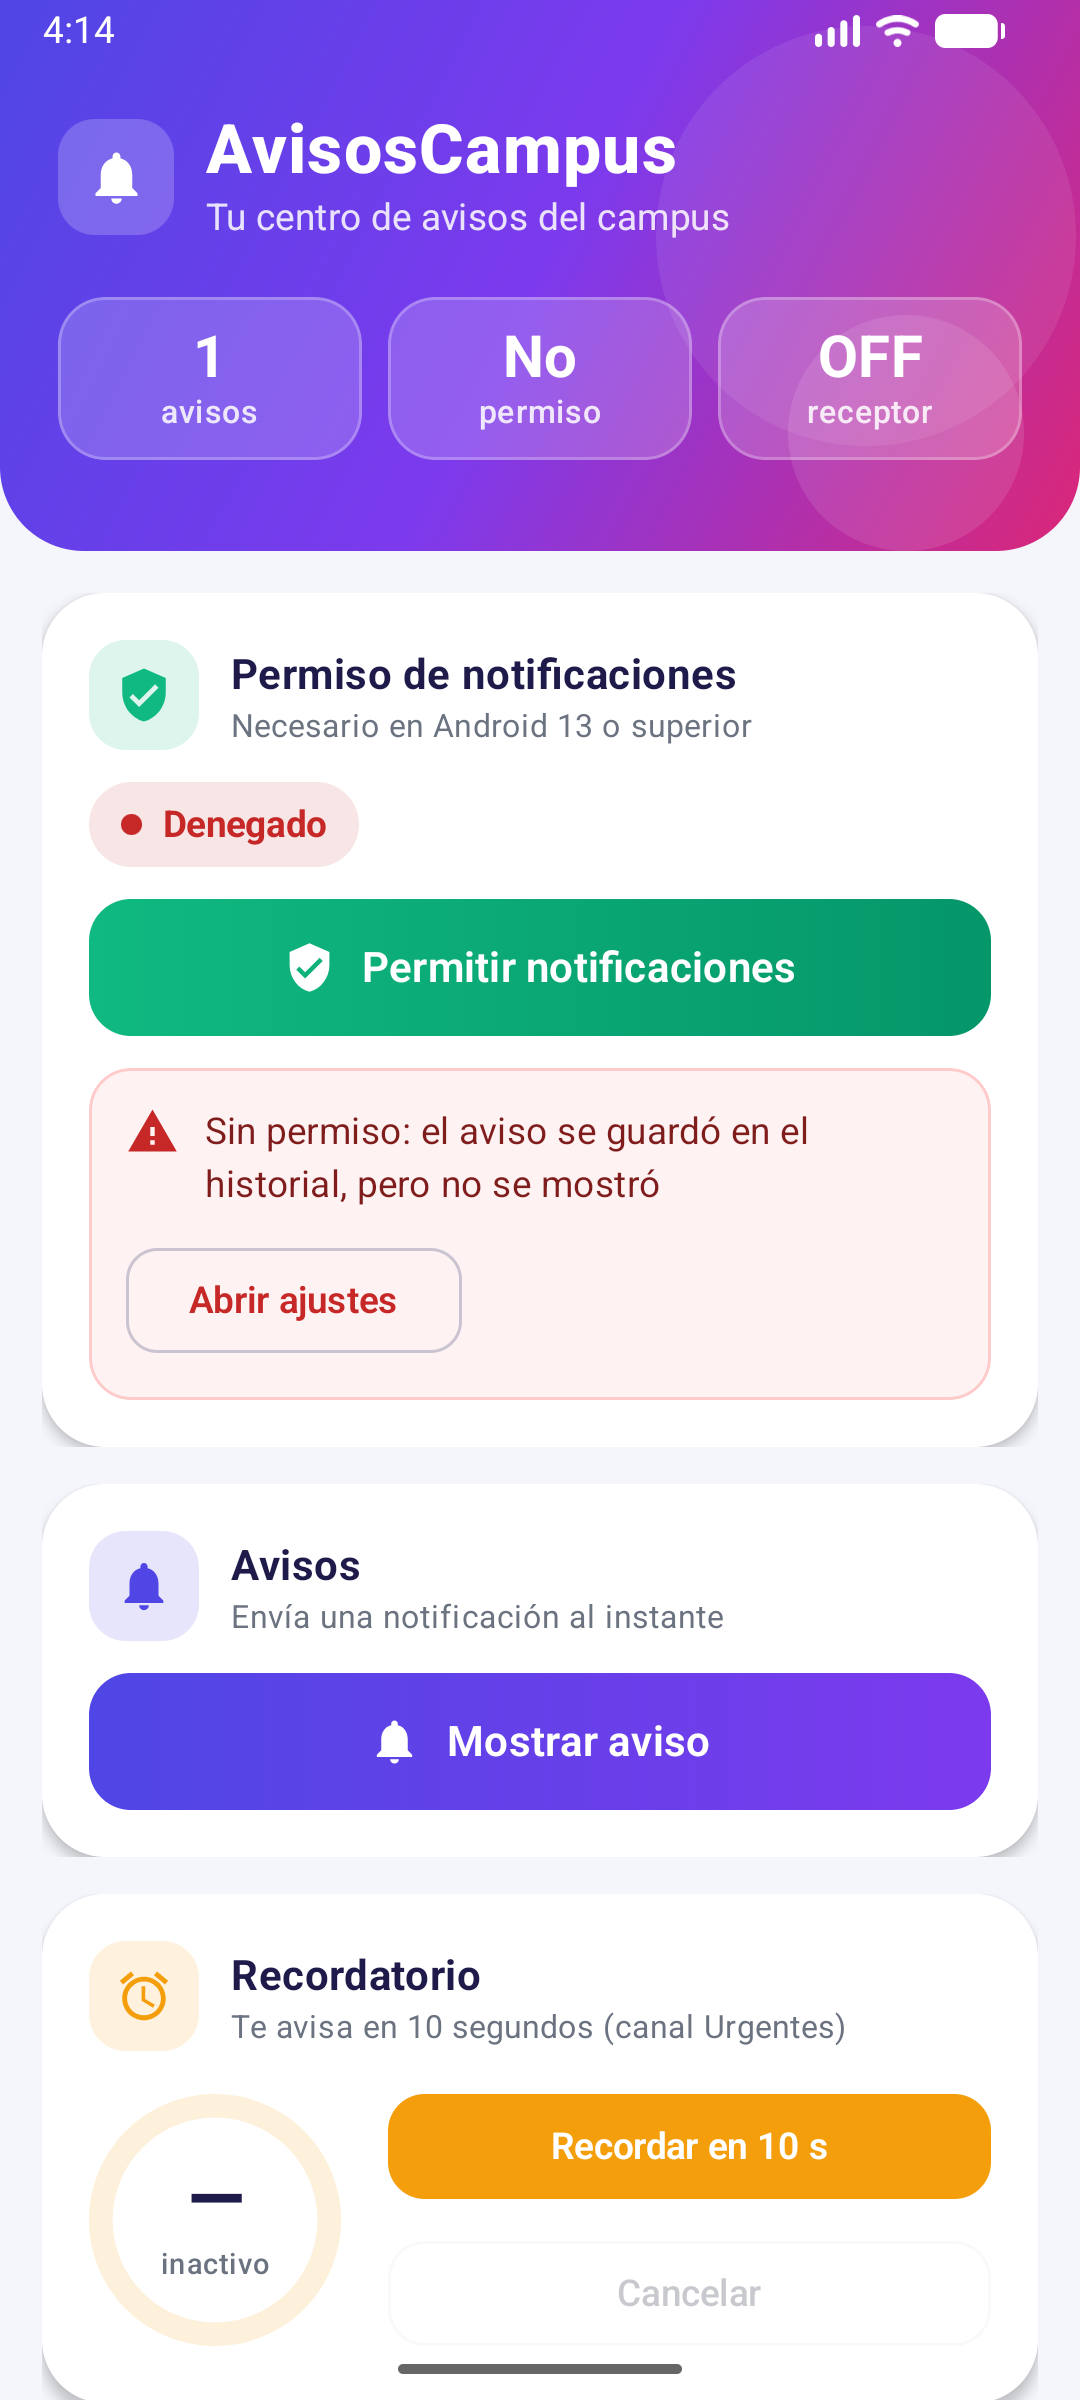 4:14
AvisosCampus
Tu centro de avisos del campus
1
avisos
No
permiso
OFF
receptor
Permiso de notificaciones
Necesario en Android 13 o superior
Denegado
Permitir notificaciones
Sin permiso: el aviso se guardó en el
historial, pero no se mostró
Abrir ajustes
Avisos
Envía una notificación al instante
Mostrar aviso
Recordatorio
Te avisa en 10 segundos (canal Urgentes)
—
inactivo
Recordar en 10 s
Cancelar